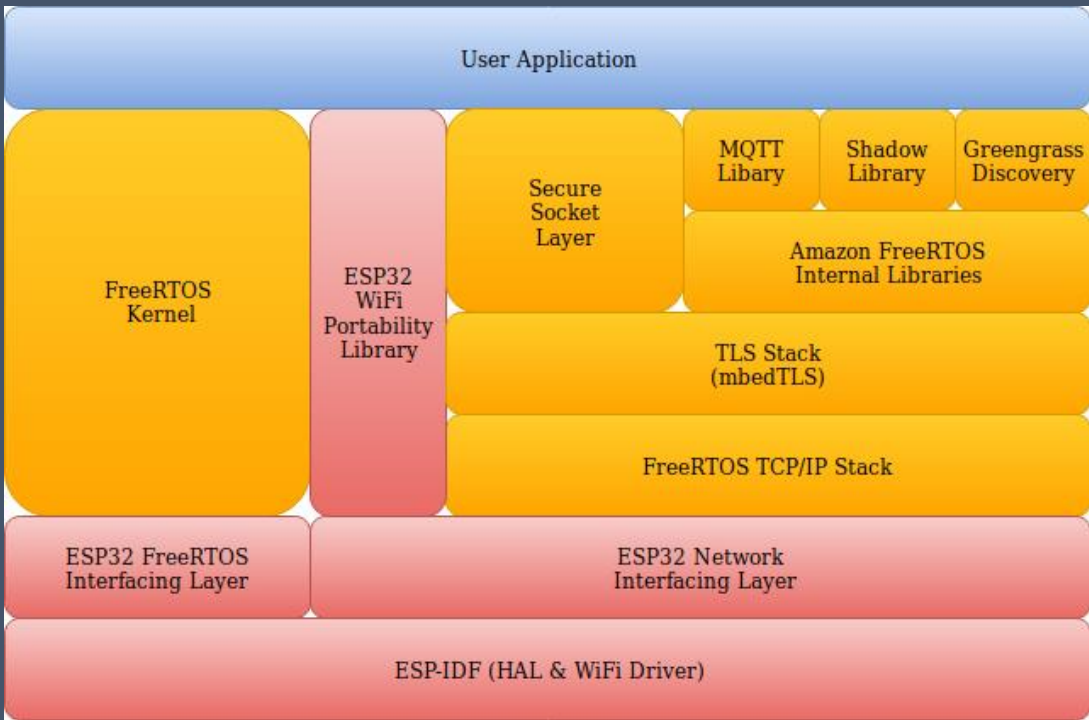 User Application
FreeRTOS
Kernel
ESP32
WiFi
Portability
Library
Secure
Socket
Layer
MQTT
Libary
Shadow
Library
Greengrass
Discovery
Amazon FreeRTOS
Internal Libraries
TLS Stack
(mbedTLS)
FreeRTOS TCP/IP Stack
ESP32 FreeRTOS
Interfacing Layer
ESP32 Network
Interfacing Layer
ESP-IDF (HAL & WiFi Driver)